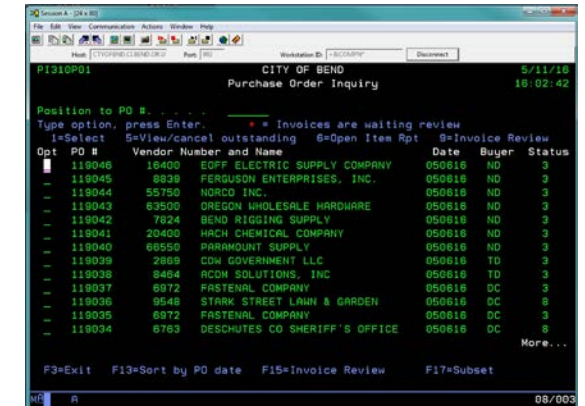 Session A - [24 x 80]
File Edit View Communication Actions Window Help
Host: Port: Workstation ID: Disconnect
PI310P01 CITY OF BEND 5/11/16
Purchase Order Inquiry 16:02:42
Position to PO #. . . . .
Type option, press Enter. * = Invoices are waiting review
1=Select 5=View/cancel outstanding 6=Open Item Rpt 9=Invoice Review
Opt PO # Vendor Number and Name Date Buyer Status
119046 16400 EOFF ELECTRIC SUPPLY COMPANY 050616 ND 3
119045 8839 FERGUSON ENTERPRISES, INC. 050616 ND 3
119044 55750 NORCO INC. 050616 ND 3
119043 63500 OREGON WHOLESALE HARDWARE 050616 ND 3
119042 7824 BEND RIGGING SUPPLY 050616 ND 3
119041 20400 HACH CHEMICAL COMPANY 050616 ND 3
119040 66550 PARAMOUNT SUPPLY 050616 ND 3
119039 2869 CDW GOVERNMENT LLC 050616 TD 3
119038 8464 ACOM SOLUTIONS, INC 050616 TD 3
119037 6972 FASTENAL COMPANY 050616 DC 3
119036 9548 STARK STREET LAWN & GARDEN 050616 DC 8
119035 6972 FASTENAL COMPANY 050616 DC 3
119034 6763 DESCHUTES CO SHERIFF'S OFFICE 050616 DC 8
More...
F3=Exit F13=Sort by PO date F15=Invoice Review F17=Subset
A 08/003